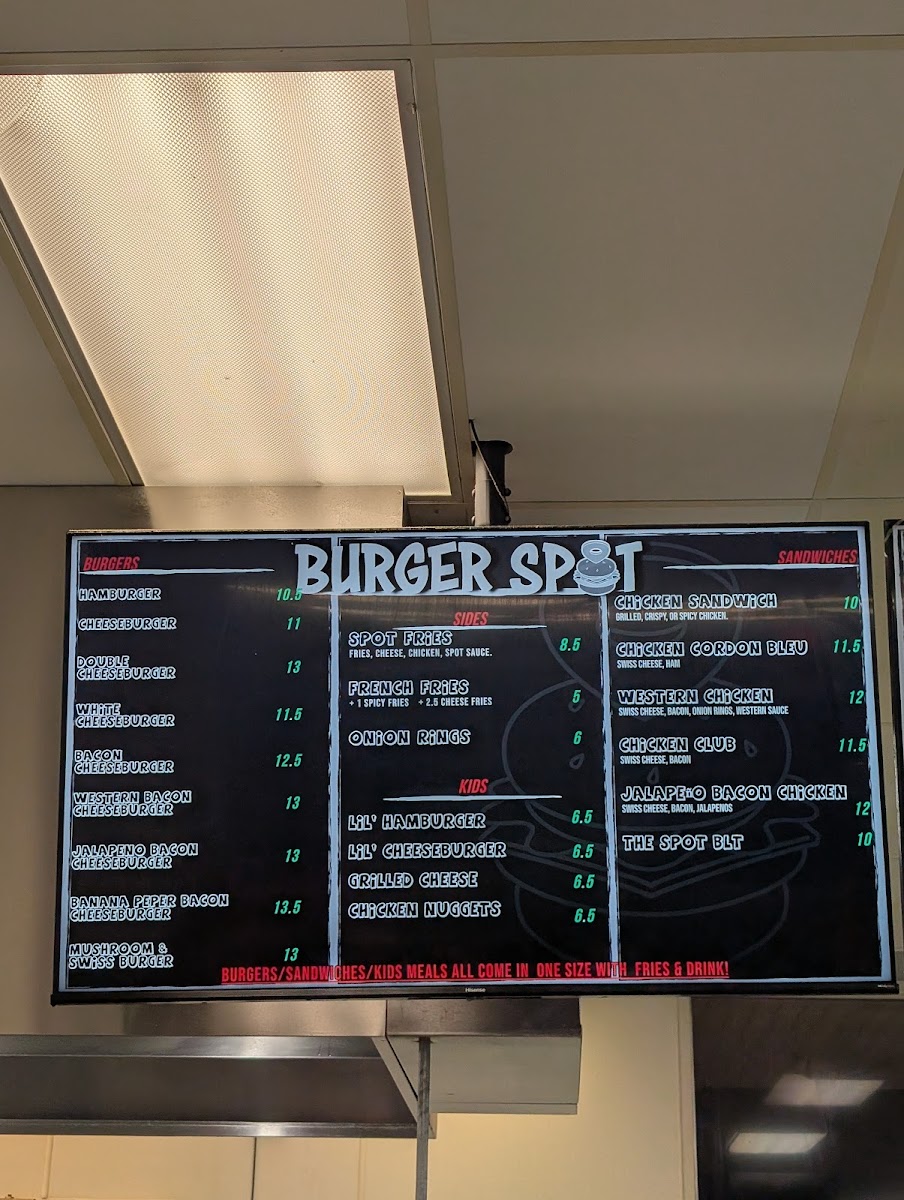 BURGER SPOT
BURGERS
HAMBURGER 10.5
CHEESEBURGER 11
DOUBLE
CHEESEBURGER 13
WHITE
CHEESEBURGER 11.5
BACON
CHEESEBURGER 12.5
WESTERN BACON
CHEESEBURGER 13
JALAPENO BACON
CHEESEBURGER 13
BANANA PEPER BACON
CHEESEBURGER 13.5
MUSHROOM &
SWISS BURGER 13
SIDES
SPOT FRIES 8.5
FRIES, CHEESE, CHICKEN, SPOT SAUCE.
FRENCH FRIES 5
+ 1 SPICY FRIES + 2.5 CHEESE FRIES
ONION RINGS 6
KIDS
LIL' HAMBURGER 6.5
LIL' CHEESEBURGER 6.5
GRILLED CHEESE 6.5
CHICKEN NUGGETS 6.5
SANDWICHES
CHICKEN SANDWICH 10
GRILLED, CRISPY, OR SPICY CHICKEN.
CHICKEN CORDON BLEU 11.5
SWISS CHEESE, HAM
WESTERN CHICKEN 12
SWISS CHEESE, BACON, ONION RINGS, WESTERN SAUCE
CHICKEN CLUB 11.5
SWISS CHEESE, BACON
JALAPEÑO BACON CHICKEN 12
SWISS CHEESE, BACON, JALAPENOS
THE SPOT BLT 10
BURGERS/SANDWICHES/KIDS MEALS ALL COME IN ONE SIZE WITH FRIES & DRINK!
Hisense